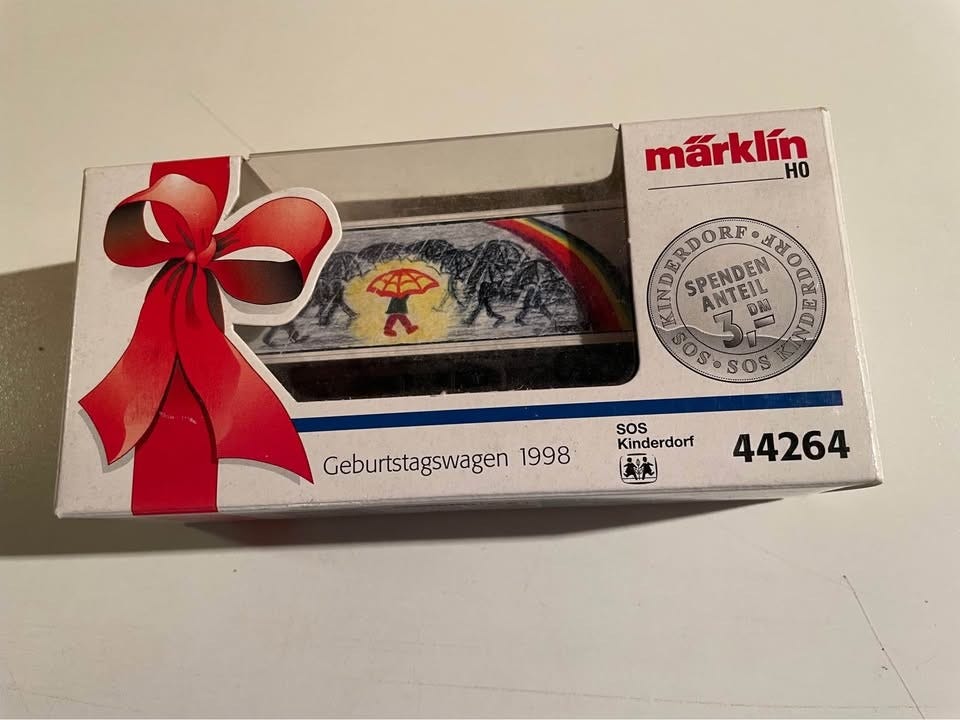 märklin
H0
KINDERDORF • SOS • SOS KINDERDORF
SPENDEN
ANTEIL
3,- DM
SOS
Kinderdorf
Geburtstagswagen 1998
44264